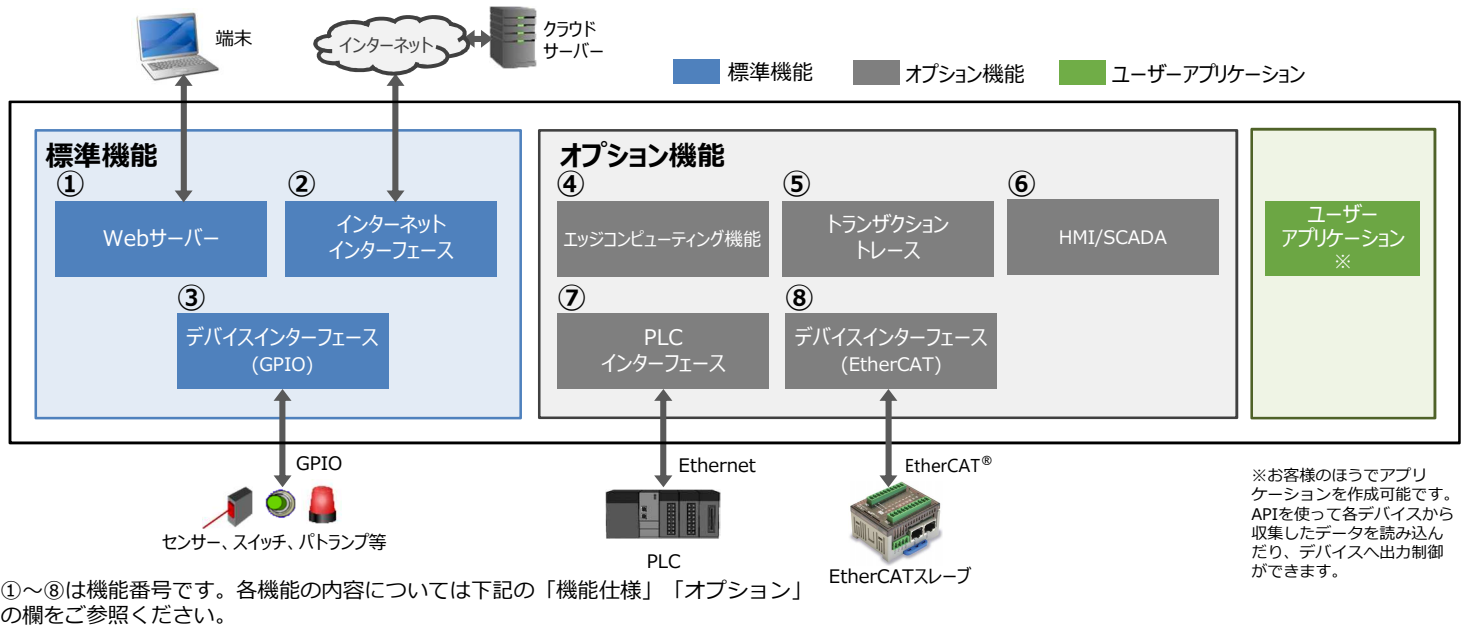 端末
インターネット
クラウド
サーバー
標準機能
オプション機能
ユーザーアプリケーション
標準機能
①
Webサーバー
②
インターネット
インターフェース
③
デバイスインターフェース
(GPIO)
オプション機能
④
エッジコンピューティング機能
⑤
トランザクション
トレース
⑥
HMI/SCADA
⑦
PLC
インターフェース
⑧
デバイスインターフェース
(EtherCAT)
ユーザー
アプリケーション
※
GPIO
センサー、スイッチ、パトランプ等
Ethernet
PLC
EtherCAT®
EtherCATスレーブ
※お客様のほうでアプリ
ケーションを作成可能です。
APIを使って各デバイスから
収集したデータを読み込ん
だり、デバイスへ出力制御
ができます。
①～⑧は機能番号です。各機能の内容については下記の「機能仕様」「オプション」
の欄をご参照ください。